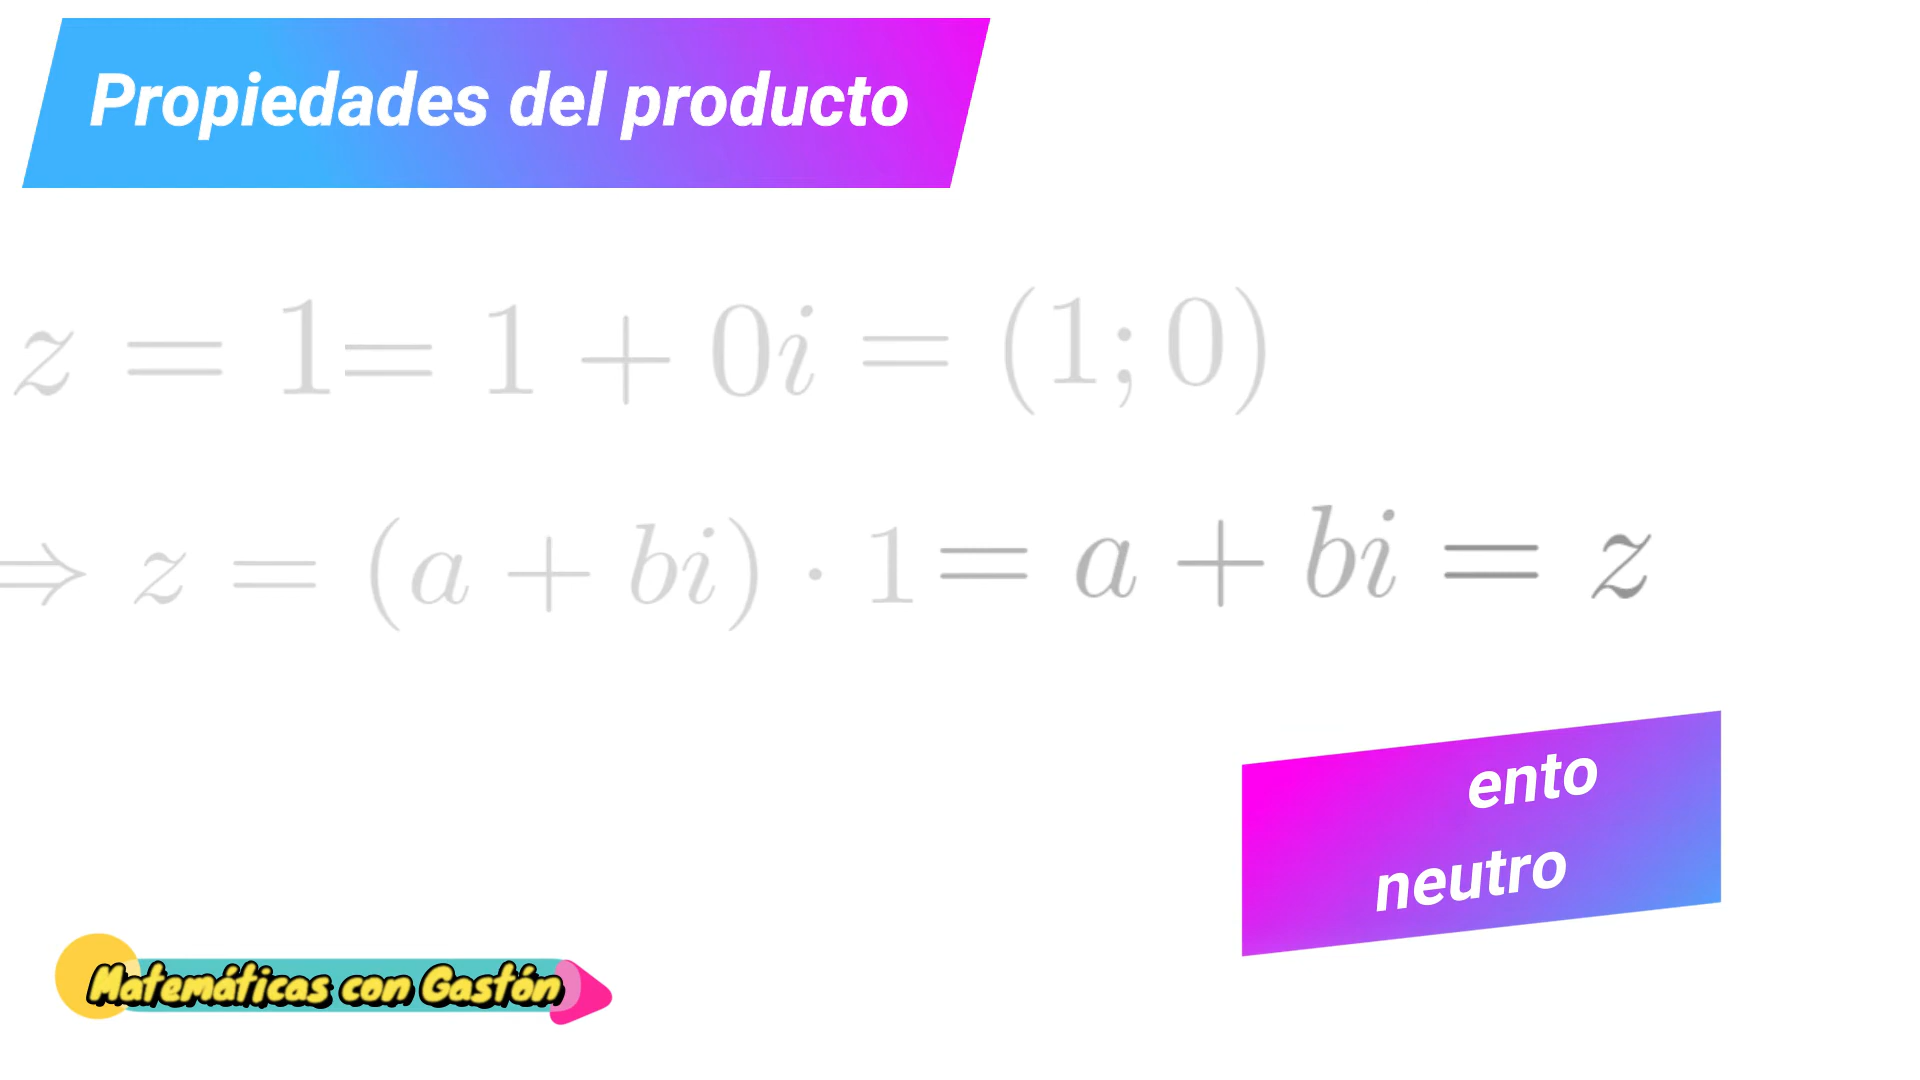 Propiedades del producto
z = 1 = 1 + 0i = (1; 0)
⇒ z = (a + bi) · 1 = a + bi = z
ento
neutro
Matemáticas con Gastón